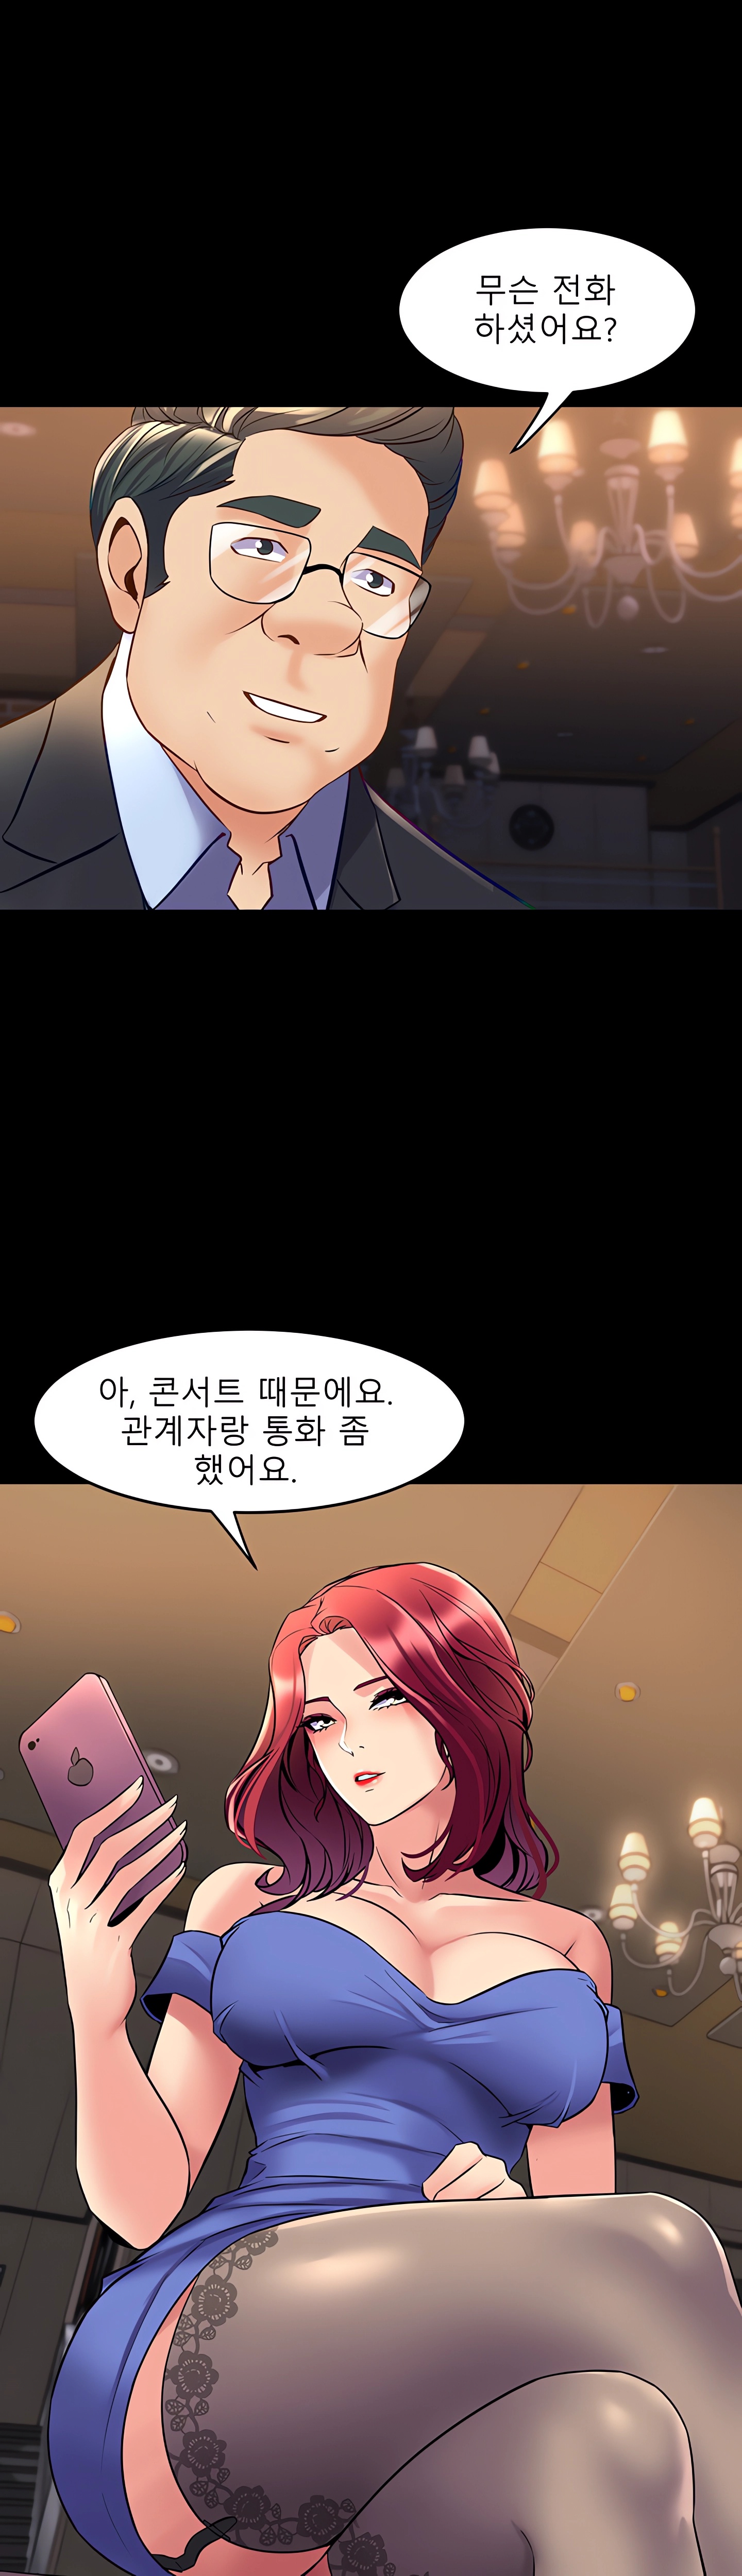 무슨 전화
하셨어요?
아, 콘서트 때문에요.
관계자랑 통화 좀
했어요.